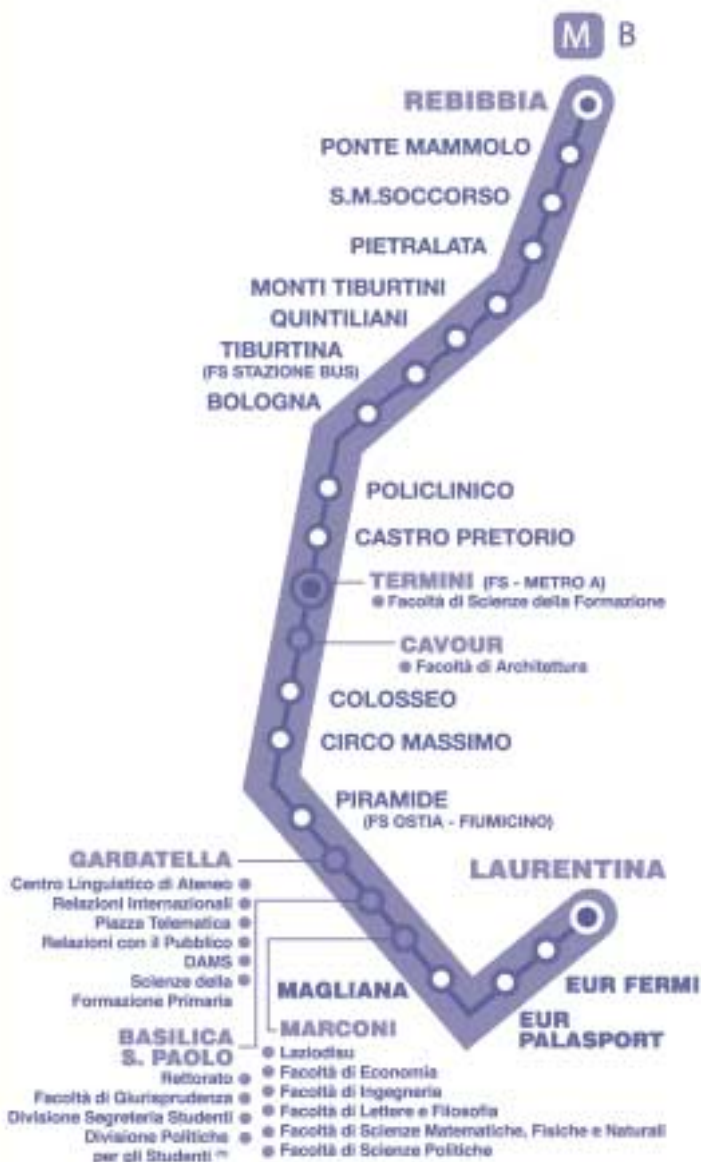 M B
REBIBBIA
PONTE MAMMOLO
S.M.SOCCORSO
PIETRALATA
MONTI TIBURTINI
QUINTILIANI
TIBURTINA
(FS STAZIONE BUS)
BOLOGNA
POLICLINICO
CASTRO PRETORIO
TERMINI (FS - METRO A)
Facoltà di Scienze della Formazione
CAVOUR
Facoltà di Architettura
COLOSSEO
CIRCO MASSIMO
PIRAMIDE
(FS OSTIA - FIUMICINO)
GARBATELLA
Centro Linguistico di Ateneo
Relazioni Internazionali
Piazza Telematica
Relazioni con il Pubblico
DAMS
Scienze della
Formazione Primaria
BASILICA
S. PAOLO
Rettorato
Facoltà di Giurisprudenza
Divisione Segreteria Studenti
Divisione Politiche
per gli Studenti
MARCONI
Laziodisu
Facoltà di Economia
Facoltà di Ingegneria
Facoltà di Lettere e Filosofia
Facoltà di Scienze Matematiche, Fisiche e Naturali
Facoltà di Scienze Politiche
MAGLIANA
EUR
PALASPORT
EUR FERMI
LAURENTINA